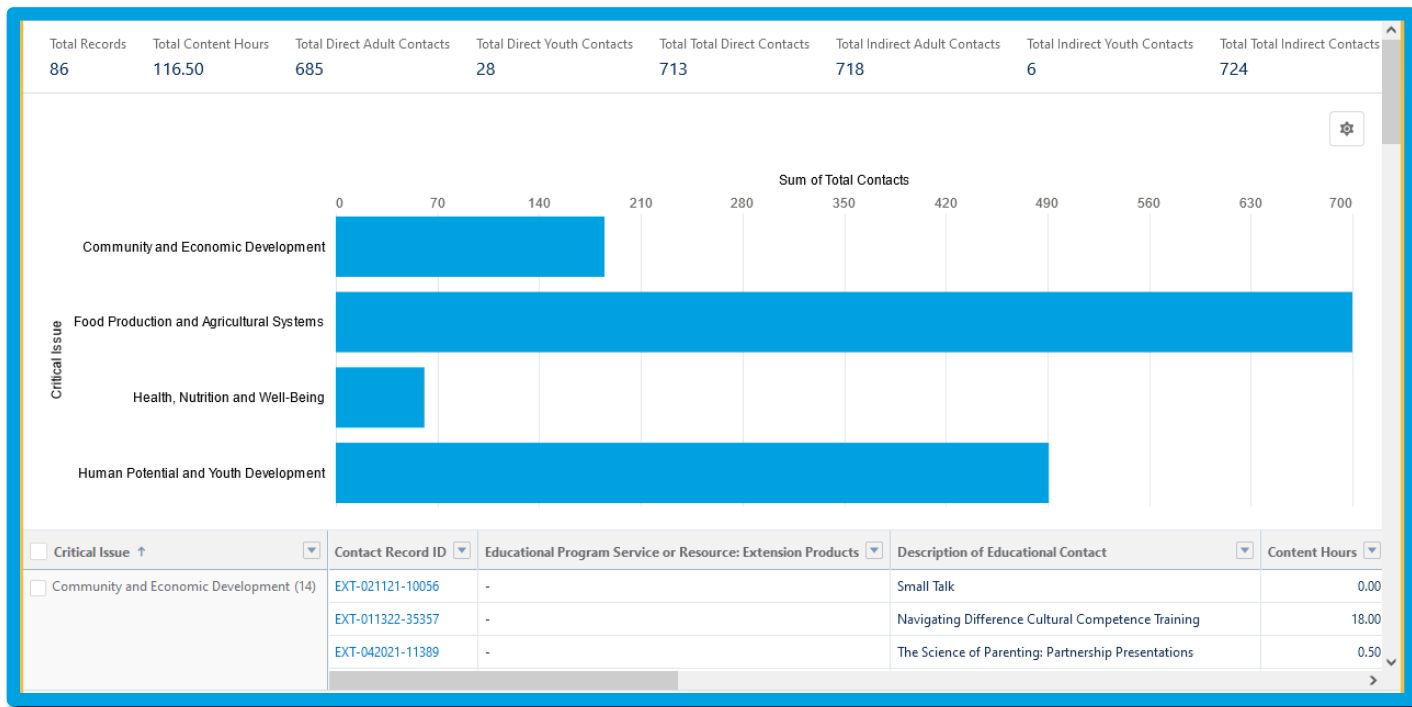 Total Records Total Content Hours Total Direct Adult Contacts Total Direct Youth Contacts Total Total Direct Contacts Total Indirect Adult Contacts Total Indirect Youth Contacts Total Total Indirect Contacts
86 116.50 685 28 713 718 6 724
Sum of Total Contacts
0 70 140 210 280 350 420 490 560 630 700
Critical Issue
Community and Economic Development
Food Production and Agricultural Systems
Health, Nutrition and Well-Being
Human Potential and Youth Development
Critical Issue ↑ Contact Record ID Educational Program Service or Resource: Extension Products Description of Educational Contact Content Hours
Community and Economic Development (14) EXT-021121-10056 - Small Talk 0.00
EXT-011322-35357 - Navigating Difference Cultural Competence Training 18.00
EXT-042021-11389 - The Science of Parenting: Partnership Presentations 0.50